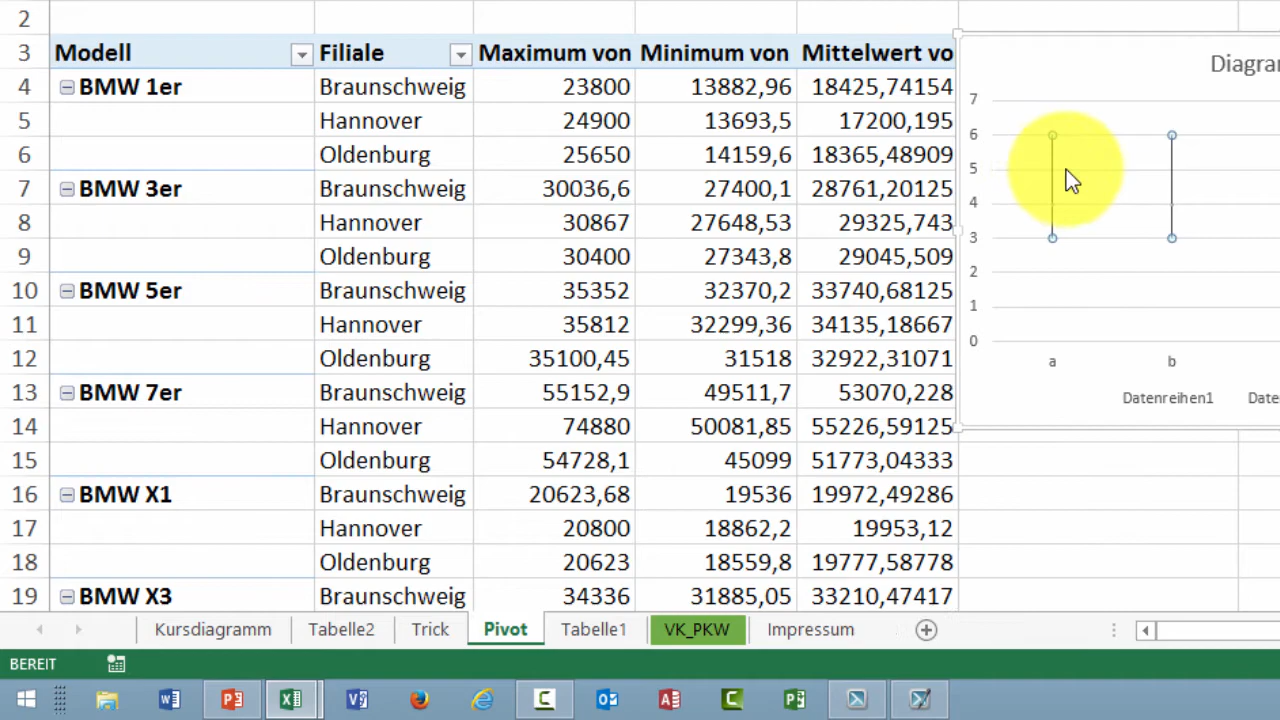 2
3 Modell Filiale Maximum von Minimum von Mittelwert vo
4 BMW 1er Braunschweig 23800 13882,96 18425,74154
5 Hannover 24900 13693,5 17200,195
6 Oldenburg 25650 14159,6 18365,48909
7 BMW 3er Braunschweig 30036,6 27400,1 28761,20125
8 Hannover 30867 27648,53 29325,743
9 Oldenburg 30400 27343,8 29045,509
10 BMW 5er Braunschweig 35352 32370,2 33740,68125
11 Hannover 35812 32299,36 34135,18667
12 Oldenburg 35100,45 31518 32922,31071
13 BMW 7er Braunschweig 55152,9 49511,7 53070,228
14 Hannover 74880 50081,85 55226,59125
15 Oldenburg 54728,1 45099 51773,04333
16 BMW X1 Braunschweig 20623,68 19536 19972,49286
17 Hannover 20800 18862,2 19953,12
18 Oldenburg 20623 18559,8 19777,58778
19 BMW X3 Braunschweig 34336 31885,05 33210,47417
Diagra
7
6
5
4
3
2
1
0
a b
Datenreihen1 Date
Kursdiagramm Tabelle2 Trick Pivot Tabelle1 VK_PKW Impressum
BEREIT